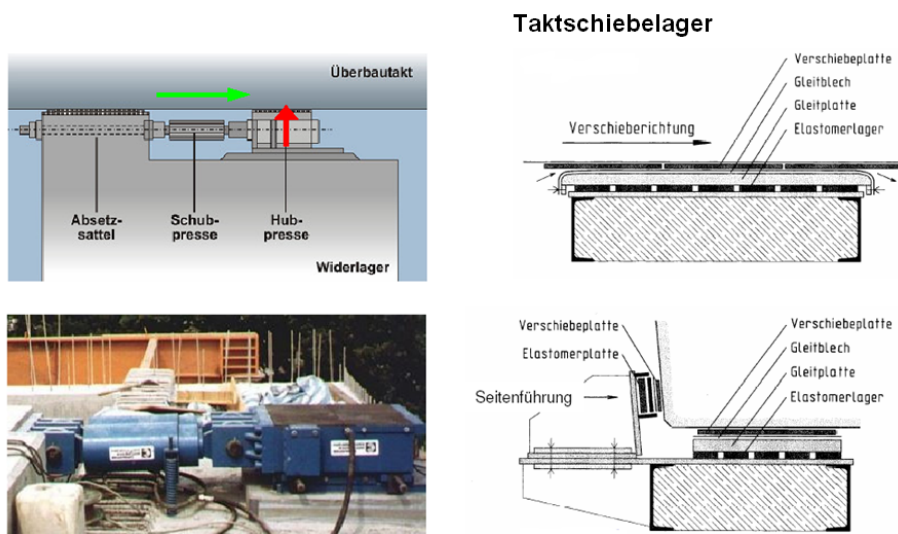 Taktschiebelager
Überbautakt
Absetz-
sattel
Schub-
presse
Hub-
presse
Widerlager
Verschiebeplatte
Gleitblech
Gleitplatte
Elastomerlager
Verschieberichtung
Verschiebeplatte
Elastomerplatte
Seitenführung
Verschiebeplatte
Gleitblech
Gleitplatte
Elastomerlager